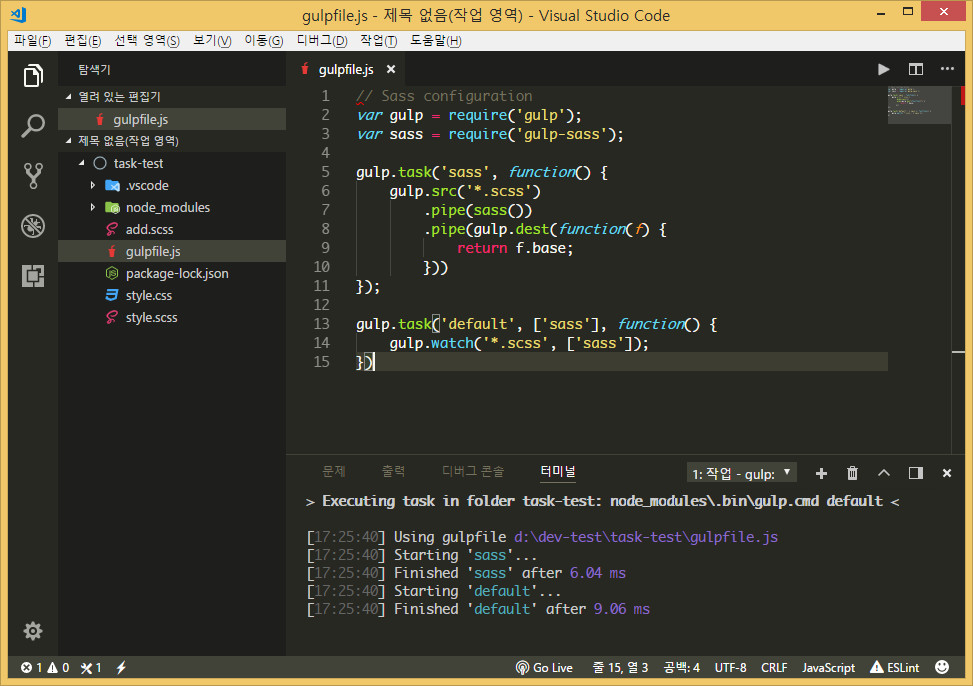 gulpfile.js - 제목 없음(작업 영역) - Visual Studio Code
파일(F) 편집(E) 선택 영역(S) 보기(V) 이동(G) 디버그(D) 작업(T) 도움말(H)
탐색기
열려 있는 편집기
gulpfile.js
제목 없음(작업 영역)
task-test
.vscode
node_modules
add.scss
gulpfile.js
package-lock.json
style.css
style.scss
gulpfile.js
1 // Sass configuration
2 var gulp = require('gulp');
3 var sass = require('gulp-sass');
4
5 gulp.task('sass', function() {
6     gulp.src('*.scss')
7         .pipe(sass())
8         .pipe(gulp.dest(function(f) {
9             return f.base;
10         }))
11 });
12
13 gulp.task('default', ['sass'], function() {
14     gulp.watch('*.scss', ['sass']);
15 })
문제 출력 디버그 콘솔 터미널 1: 작업 - gulp:
> Executing task in folder task-test: node_modules\.bin\gulp.cmd default <
[17:25:40] Using gulpfile d:\dev-test\task-test\gulpfile.js
[17:25:40] Starting 'sass'...
[17:25:40] Finished 'sass' after 6.04 ms
[17:25:40] Starting 'default'...
[17:25:40] Finished 'default' after 9.06 ms
1 0 1 Go Live 줄 15, 열 3 공백: 4 UTF-8 CRLF JavaScript ESLint